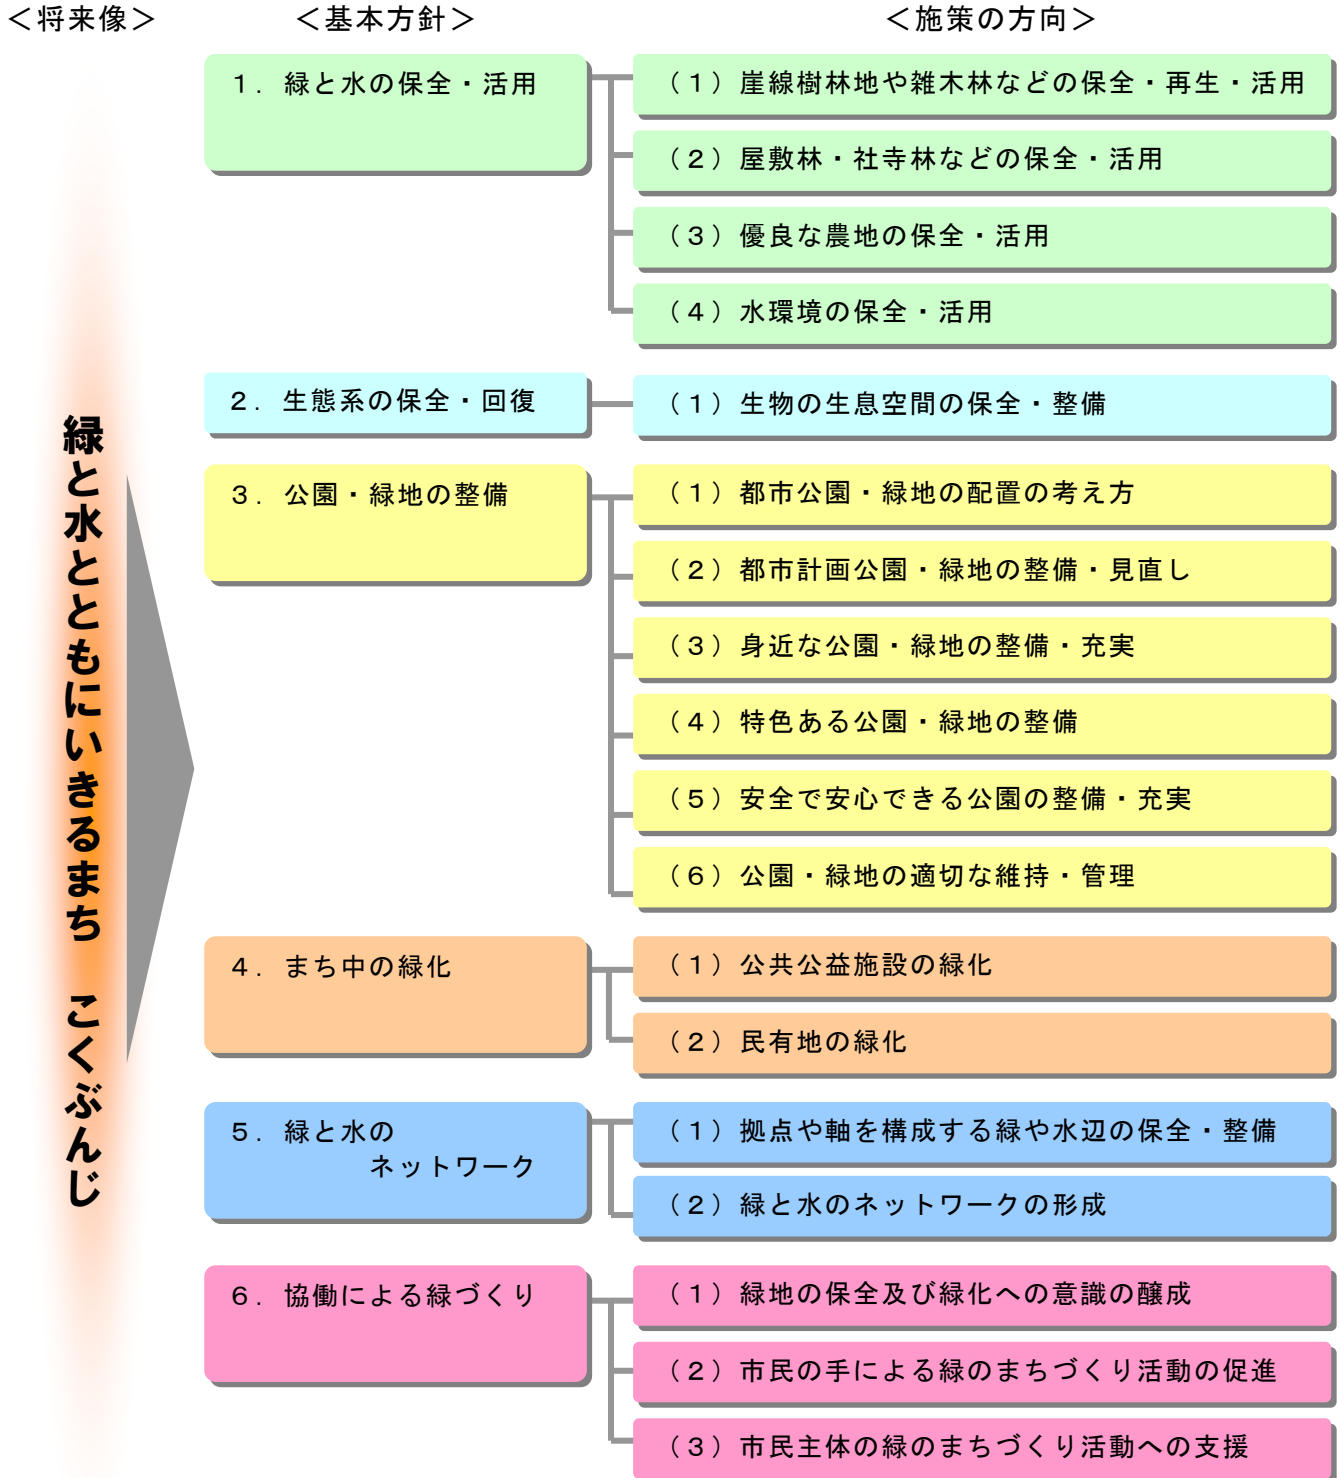 ＜将来像＞
＜基本方針＞
＜施策の方向＞
緑と水とともにいきるまち　こくぶんじ
１．緑と水の保全・活用
（１）崖線樹林地や雑木林などの保全・再生・活用
（２）屋敷林・社寺林などの保全・活用
（３）優良な農地の保全・活用
（４）水環境の保全・活用
２．生態系の保全・回復
（１）生物の生息空間の保全・整備
３．公園・緑地の整備
（１）都市公園・緑地の配置の考え方
（２）都市計画公園・緑地の整備・見直し
（３）身近な公園・緑地の整備・充実
（４）特色ある公園・緑地の整備
（５）安全で安心できる公園の整備・充実
（６）公園・緑地の適切な維持・管理
４．まち中の緑化
（１）公共公益施設の緑化
（２）民有地の緑化
５．緑と水の
ネットワーク
（１）拠点や軸を構成する緑や水辺の保全・整備
（２）緑と水のネットワークの形成
６．協働による緑づくり
（１）緑地の保全及び緑化への意識の醸成
（２）市民の手による緑のまちづくり活動の促進
（３）市民主体の緑のまちづくり活動への支援